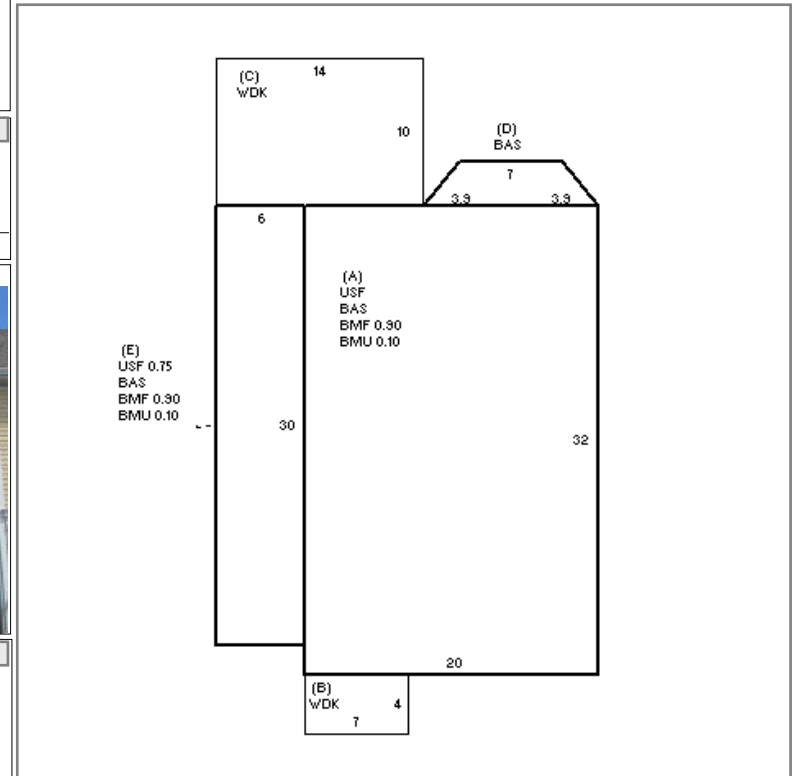 (C)
WDK
14
10
(D)
BAS
7
3.9
3.9
6
(A)
USF
BAS
BMF 0.90
BMU 0.10
(E)
USF 0.75
BAS
BMF 0.90
BMU 0.10
30
32
20
(B)
WDK
4
7